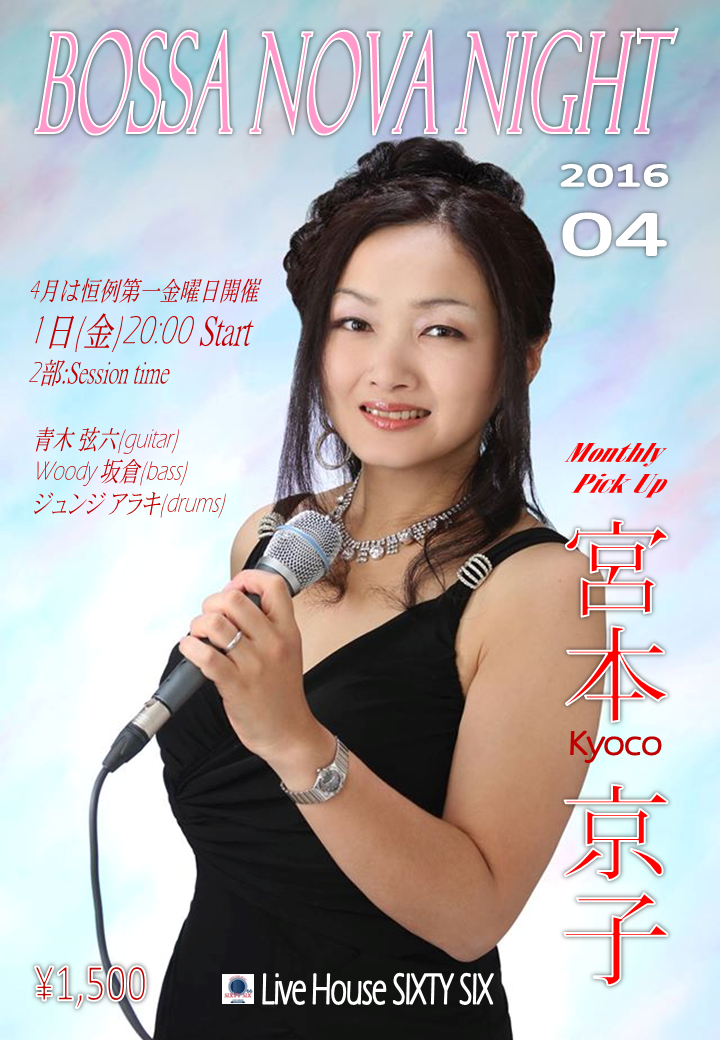 BOSSA NOVA NIGHT
2016
04
4月は恒例第一金曜日開催
1日(金)20:00 Start
2部:Session time
青木 弦六(guitar)
Woody 坂倉(bass)
ジュンジ アラキ(drums)
Monthly
Pick Up
宮本
Kyoco
京子
¥1,500
SIXTY SIX
Live House SIXTY SIX